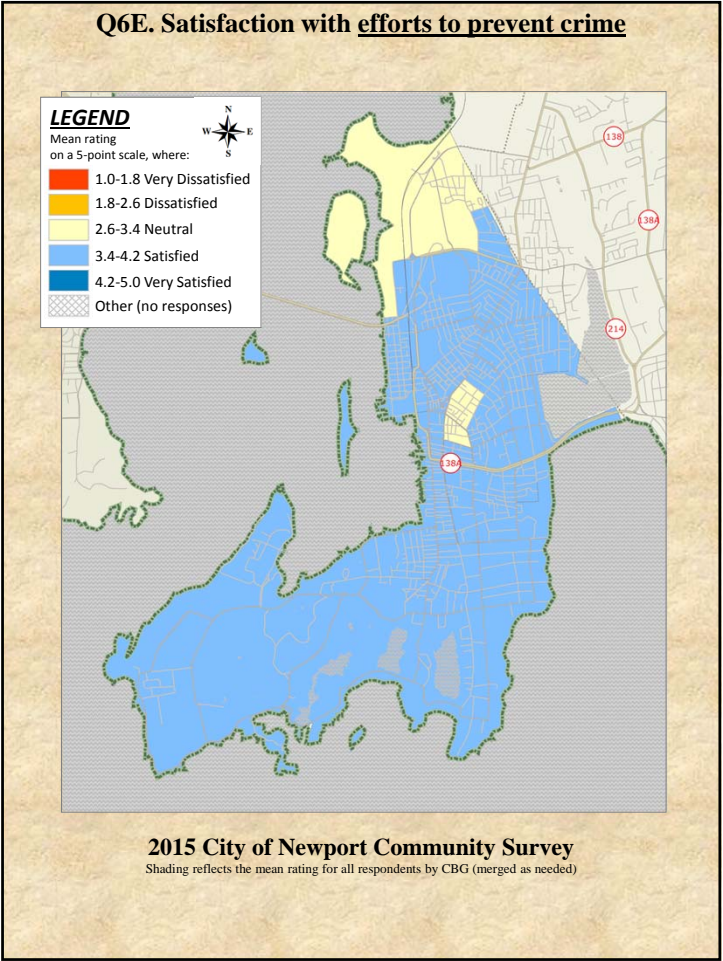 Q6E. Satisfaction with efforts to prevent crime
LEGEND
Mean rating
on a 5-point scale, where:
N
W E
S
1.0-1.8 Very Dissatisfied
1.8-2.6 Dissatisfied
2.6-3.4 Neutral
3.4-4.2 Satisfied
4.2-5.0 Very Satisfied
Other (no responses)
138
138A
214
138A
2015 City of Newport Community Survey
Shading reflects the mean rating for all respondents by CBG (merged as needed)